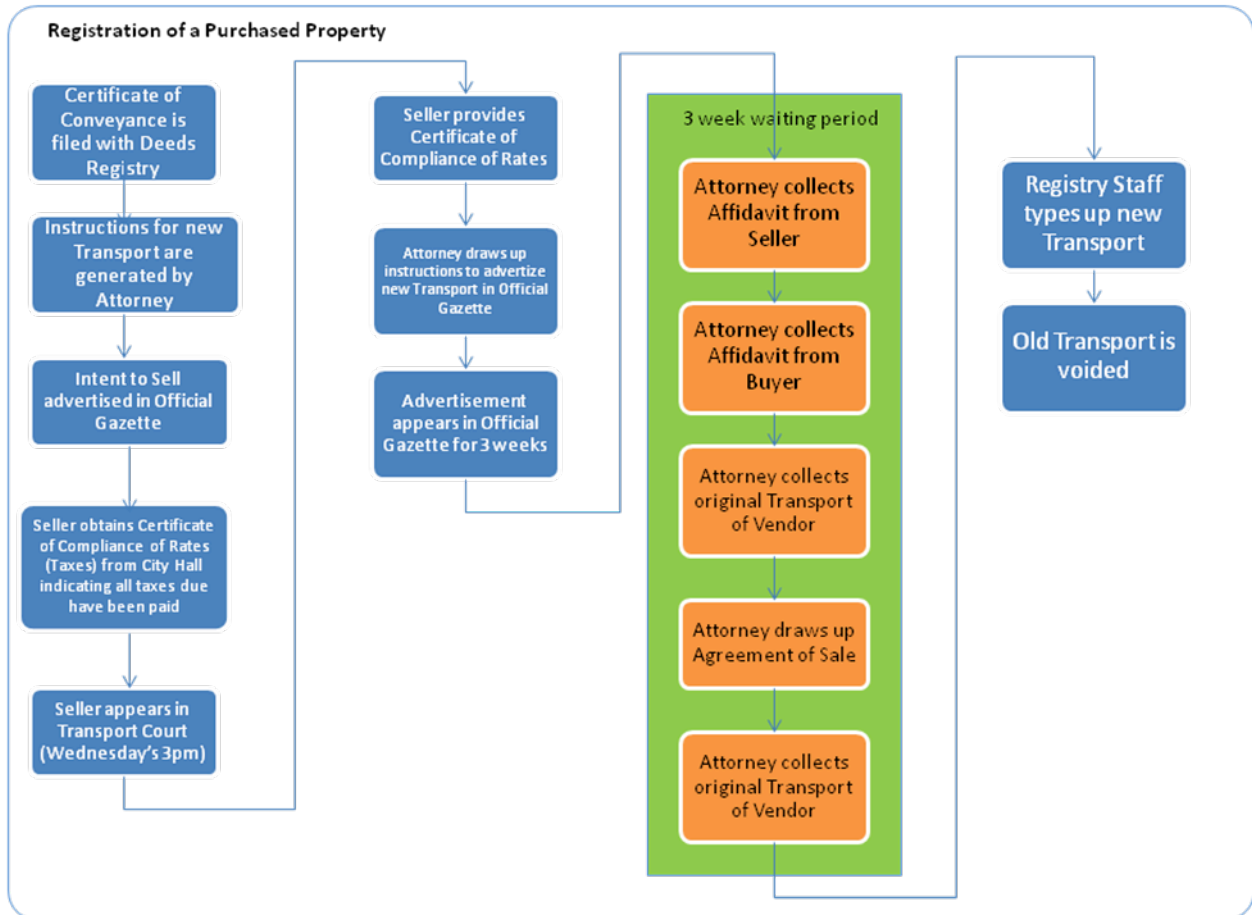 Registration of a Purchased Property
Certificate of
Conveyance is
filed with Deeds
Registry
Instructions for new
Transport are
generated by
Attorney
Intent to Sell
advertised in Official
Gazette
Seller obtains Certificate
of Compliance of Rates
(Taxes) from City Hall
indicating all taxes due
have been paid
Seller appears in
Transport Court
(Wednesday's 3pm)
Seller provides
Certificate of
Compliance of Rates
Attorney draws up
instructions to advertize
new Transport in Official
Gazette
Advertisement
appears in Official
Gazette for 3 weeks
3 week waiting period
Attorney collects
Affidavit from
Seller
Attorney collects
Affidavit from
Buyer
Attorney collects
original Transport
of Vendor
Attorney draws up
Agreement of Sale
Attorney collects
original Transport
of Vendor
Registry Staff
types up new
Transport
Old Transport is
voided